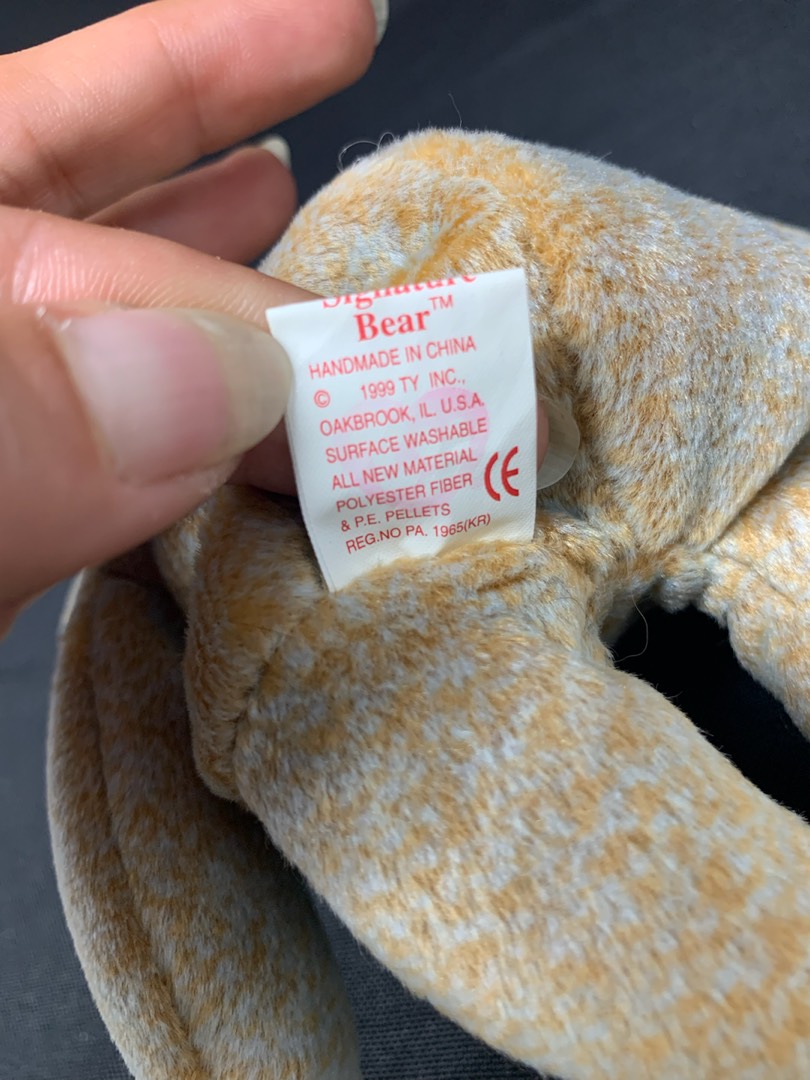 Signature
Bear™
HANDMADE IN CHINA
© 1999 TY INC.,
OAKBROOK, IL. U.S.A.
SURFACE WASHABLE
ALL NEW MATERIAL
POLYESTER FIBER
& P.E. PELLETS
REG.NO PA. 1965(KR)
CE